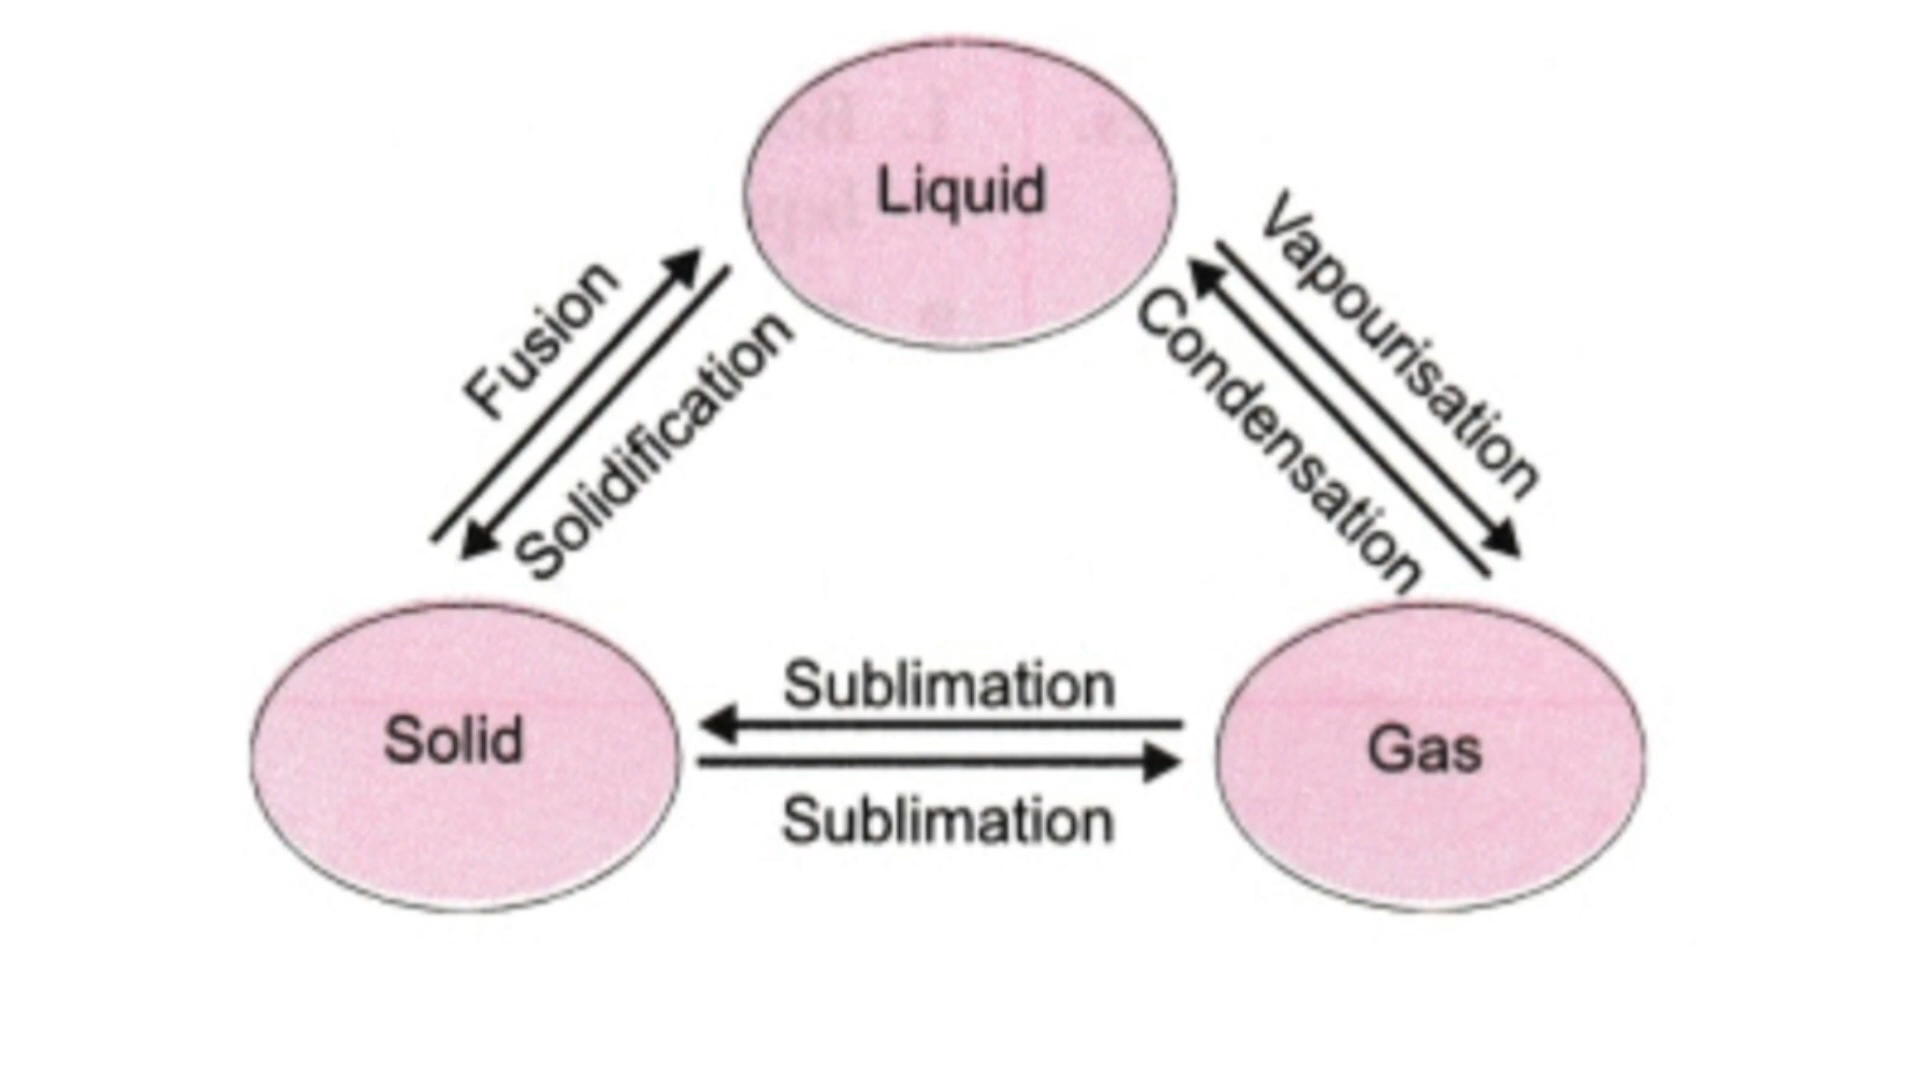 Liquid
Fusion
Solidification
Vapourisation
Condensation
Sublimation
Solid
Gas
Sublimation